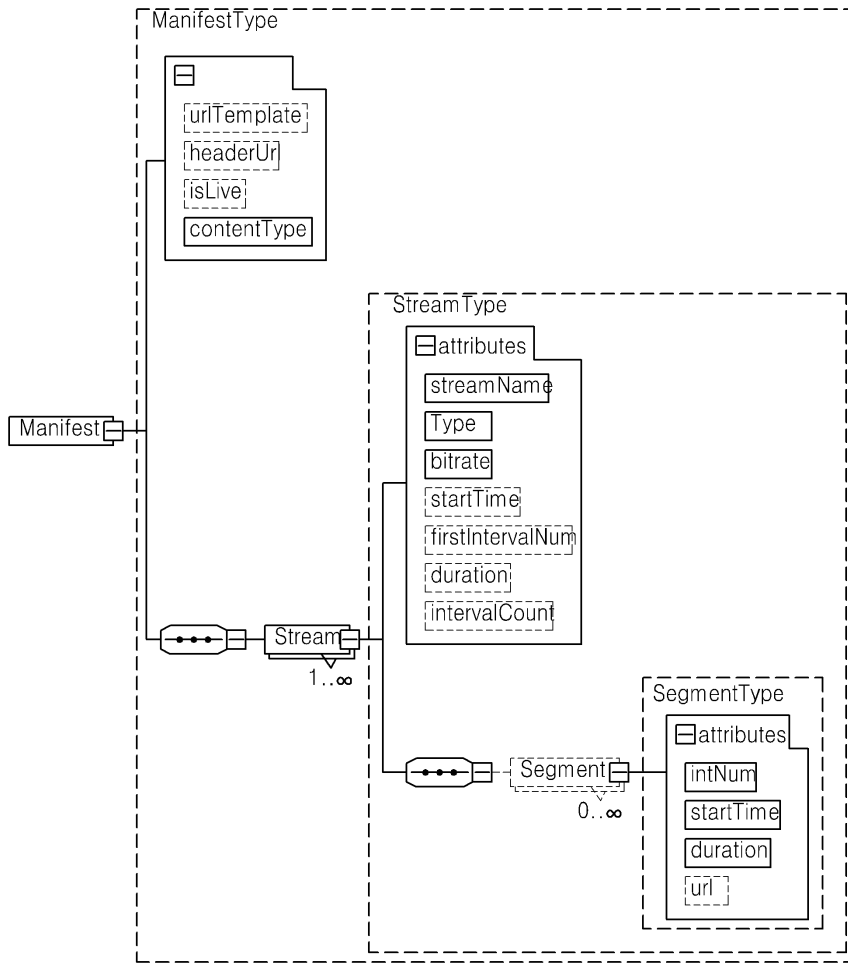 ManifestType
urlTemplate
headerUrl
isLive
contentType
StreamType
attributes
streamName
Type
bitrate
startTime
firstIntervalNum
duration
intervalCount
Manifest
Stream
1..∞
SegmentType
attributes
intNum
startTime
duration
url
Segment
0..∞